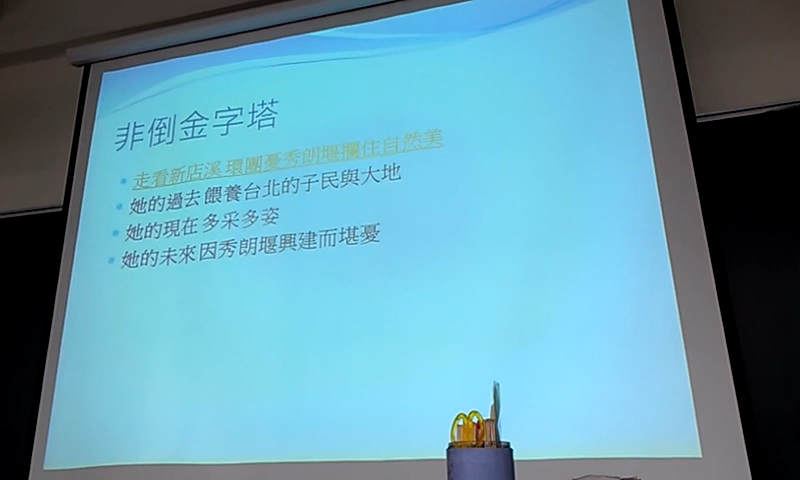 非倒金字塔
走看新店溪 環團憂秀朗堰攔住自然美
她的過去 餵養台北的子民與大地
她的現在 多采多姿
她的未來 因秀朗堰興建而堪憂